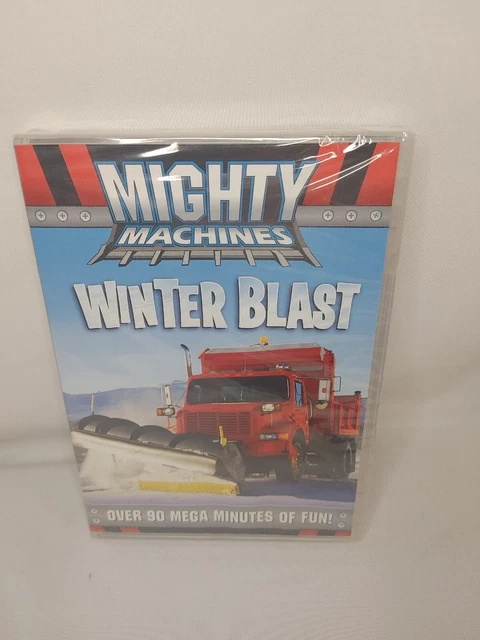 MIGHTY
MACHINES
WINTER BLAST
OVER 90 MEGA MINUTES OF FUN!